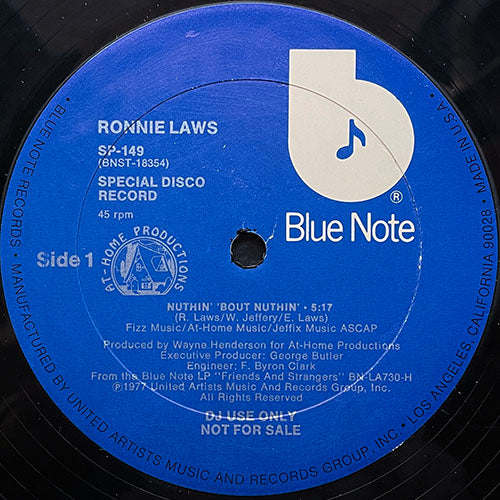 RONNIE LAWS
SP-149
(BNST-18354)
SPECIAL DISCO
RECORD
45 rpm
Side 1
AT-HOME PRODUCTIONS
®
Blue Note
NUTHIN' 'BOUT NUTHIN' • 5:17
(R. Laws/W. Jeffery/E. Laws)
Fizz Music/At-Home Music/Jeffix Music ASCAP
Produced by Wayne Henderson for At-Home Productions
Executive Producer: George Butler
Engineer: F. Byron Clark
From the Blue Note LP "Friends And Strangers" BN-LA730-H
Ⓟ1977 United Artists Music And Records Group, Inc.
All Rights Reserved
DJ USE ONLY
NOT FOR SALE
• BLUE NOTE RECORDS • MANUFACTURED BY UNITED ARTISTS MUSIC AND RECORDS GROUP, INC. • LOS ANGELES, CALIFORNIA 90028 • MADE IN U.S.A. •